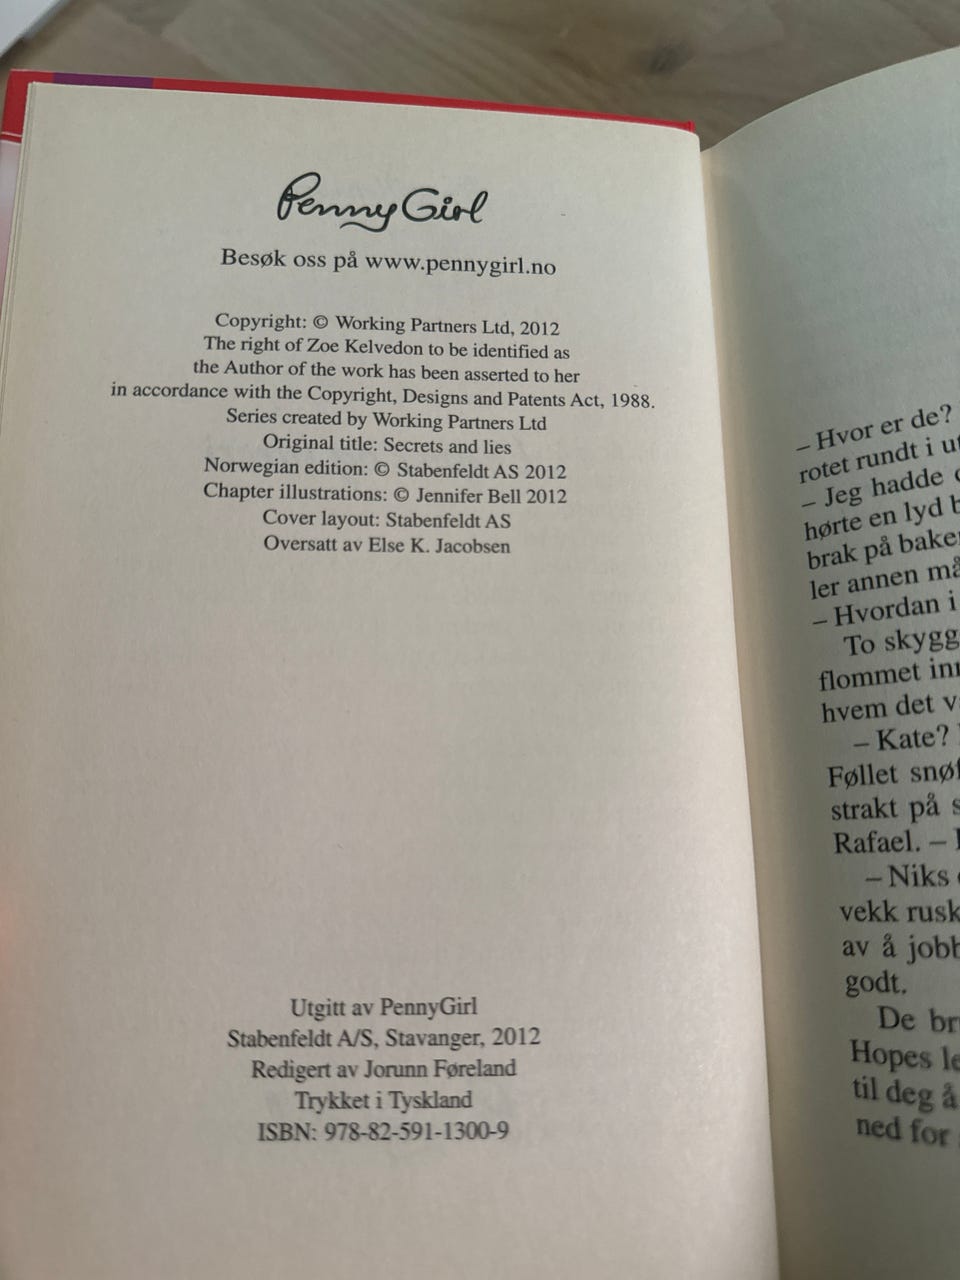 Penny Girl
Besøk oss på www.pennygirl.no
Copyright: © Working Partners Ltd, 2012
The right of Zoe Kelvedon to be identified as
the Author of the work has been asserted to her
in accordance with the Copyright, Designs and Patents Act, 1988.
Series created by Working Partners Ltd
Original title: Secrets and lies
Norwegian edition: © Stabenfeldt AS 2012
Chapter illustrations: © Jennifer Bell 2012
Cover layout: Stabenfeldt AS
Oversatt av Else K. Jacobsen
Utgitt av PennyGirl
Stabenfeldt A/S, Stavanger, 2012
Redigert av Jorunn Føreland
Trykket i Tyskland
ISBN: 978-82-591-1300-9
– Hvor er de?
rotet rundt i
– Jeg hadde
hørte en lyd
brak på
ler annen
– Hvordan i
To
flommet
hvem det
– Kate?
Føllet
strakt på
Rafael. –
– Niks
vekk
av å
godt.
De
Hopes
til deg å
ned for